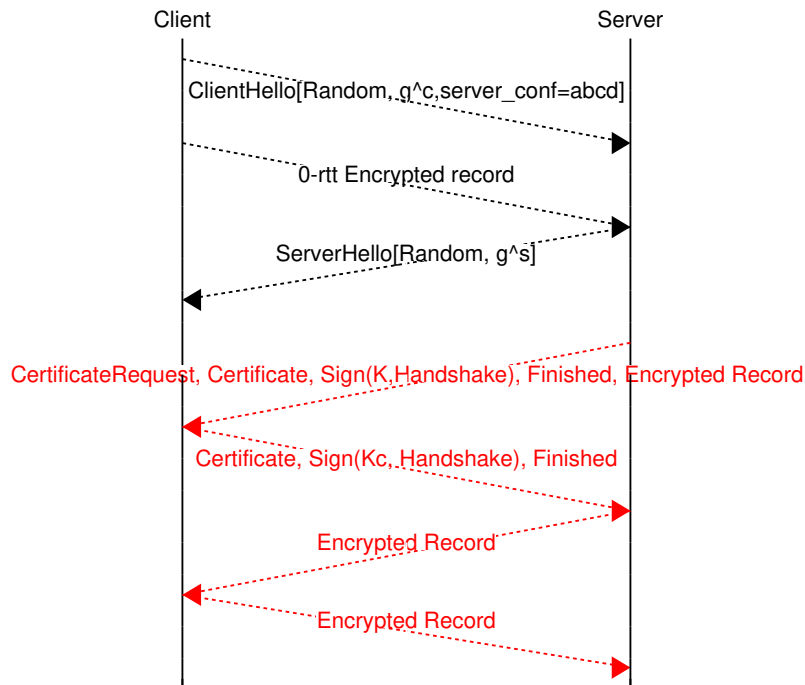 Client
Server
ClientHello[Random, g^c,server_conf=abcd]
0-rtt Encrypted record
ServerHello[Random, g^s]
CertificateRequest, Certificate, Sign(K,Handshake), Finished, Encrypted Record
Certificate, Sign(Kc, Handshake), Finished
Encrypted Record
Encrypted Record